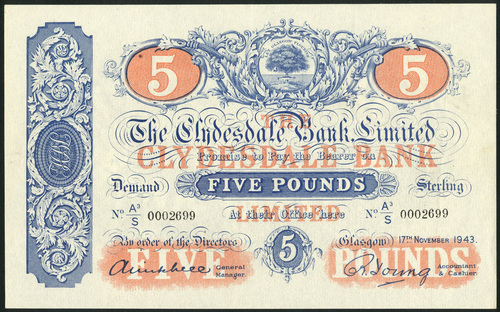 5 5
THE
The Clydesdale Bank Limited
CLYDESDALE BANK
Promise to Pay the Bearer on
Demand FIVE POUNDS Sterling
LIMITED
Nº A³/S 0002699 At their Office here Nº A³/S 0002699
By order of the Directors 5 Glasgow 17TH NOVEMBER 1943.
FIVE POUNDS
General Manager. R. Young Accountant & Cashier